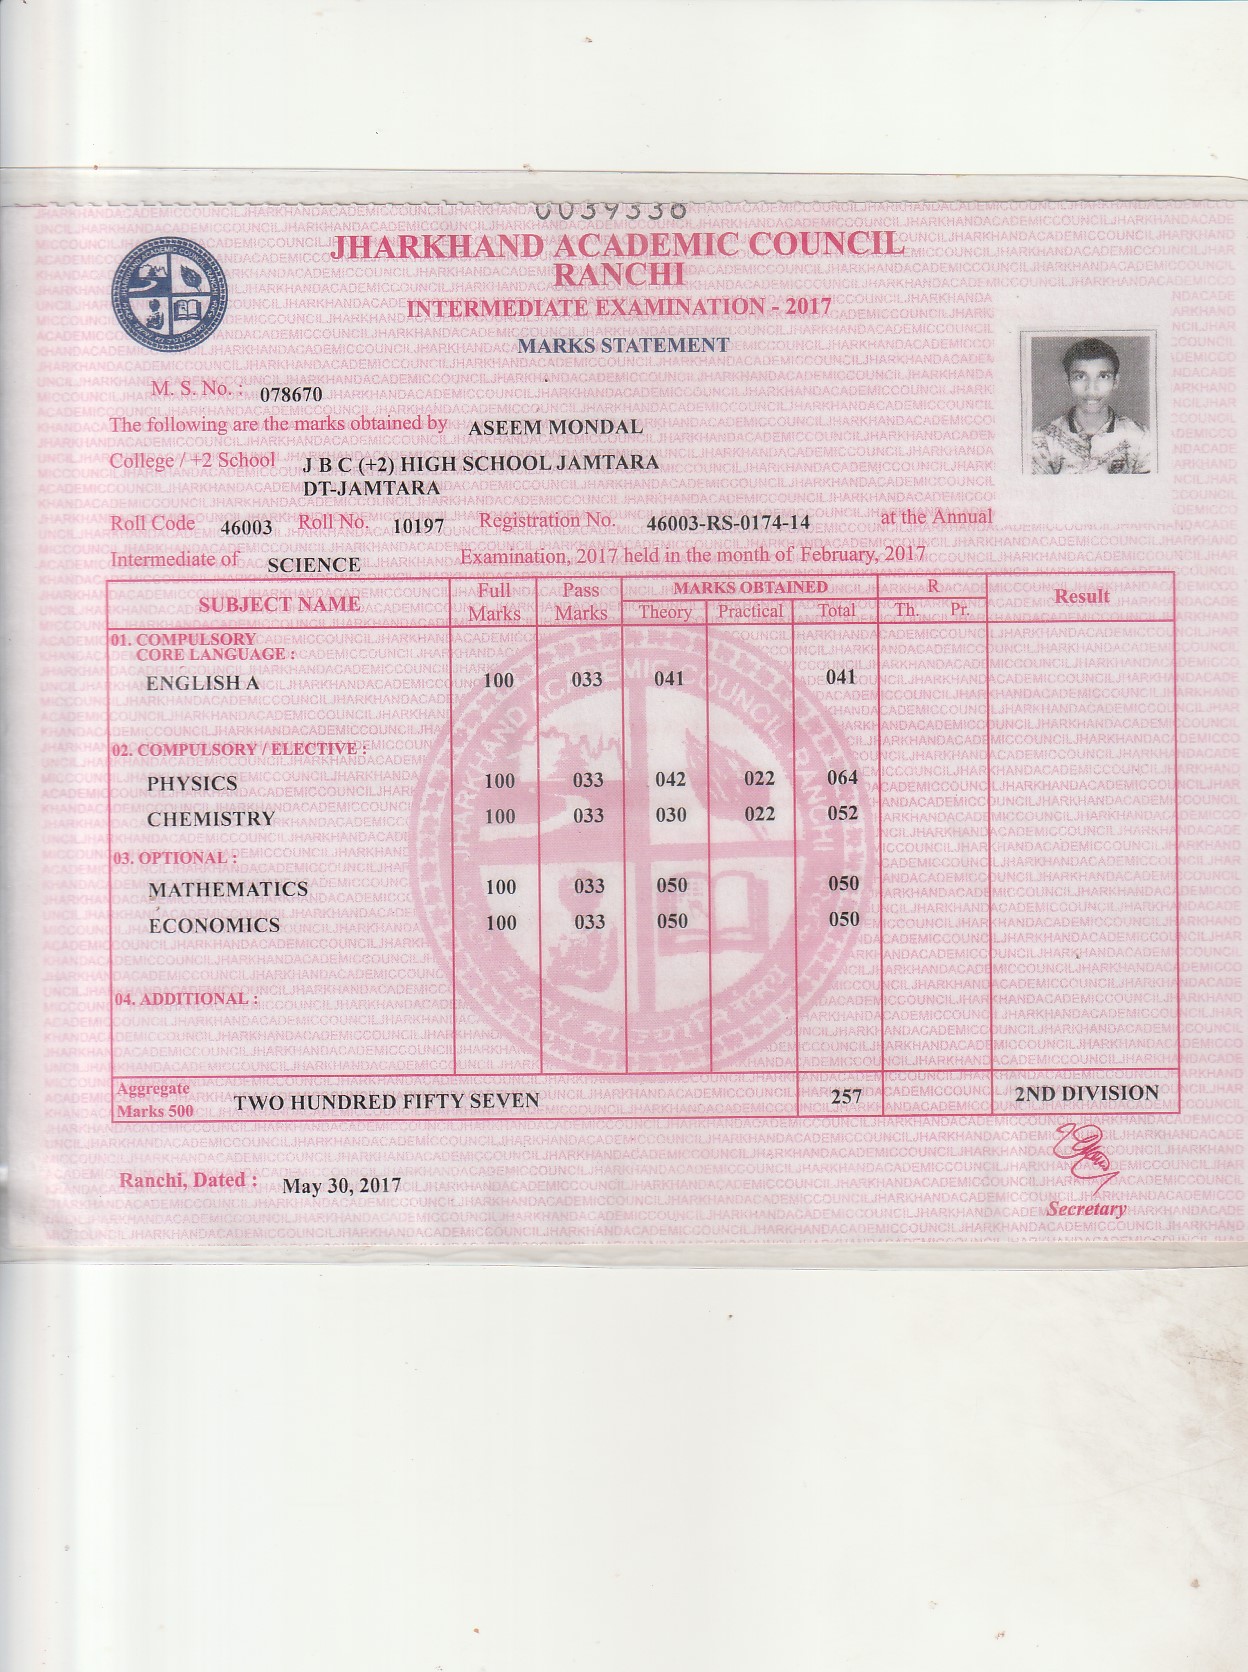 0039336
JHARKHAND ACADEMIC COUNCIL
RANCHI
INTERMEDIATE EXAMINATION - 2017
MARKS STATEMENT
M. S. No. : 078670
The following are the marks obtained by ASEEM MONDAL
College / +2 School J B C (+2) HIGH SCHOOL JAMTARA
DT-JAMTARA
Roll Code 46003 Roll No. 10197 Registration No. 46003-RS-0174-14 at the Annual
Intermediate of SCIENCE Examination, 2017 held in the month of February, 2017
SUBJECT NAME Full Marks Pass Marks MARKS OBTAINED R Result
Theory Practical Total Th. Pr.
01. COMPULSORY
CORE LANGUAGE :
ENGLISH A 100 033 041 041
02. COMPULSORY / ELECTIVE :
PHYSICS 100 033 042 022 064
CHEMISTRY 100 033 030 022 052
03. OPTIONAL :
MATHEMATICS 100 033 050 050
ECONOMICS 100 033 050 050
04. ADDITIONAL :
Aggregate
Marks 500 TWO HUNDRED FIFTY SEVEN 257 2ND DIVISION
Ranchi, Dated : May 30, 2017
Secretary